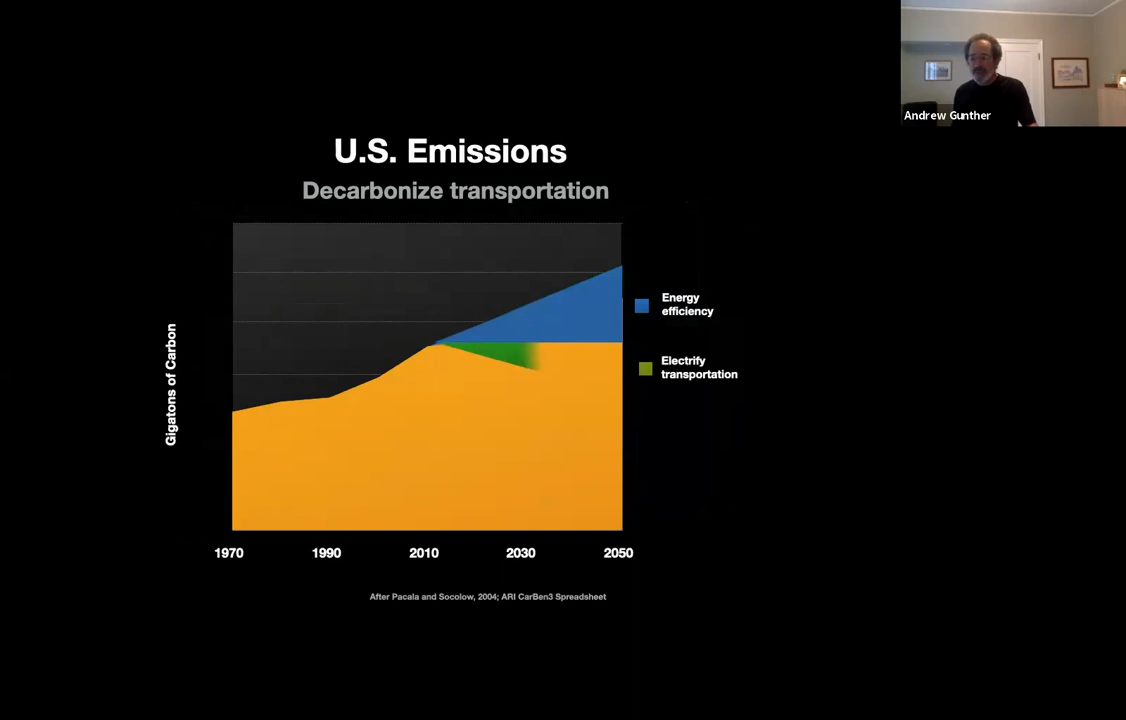 Andrew Gunther
U.S. Emissions
Decarbonize transportation
Energy
efficiency
Electrify
transportation
Gigatons of Carbon
1970
1990
2010
2030
2050
After Pacala and Socolow, 2004; ARI CarBen3 Spreadsheet